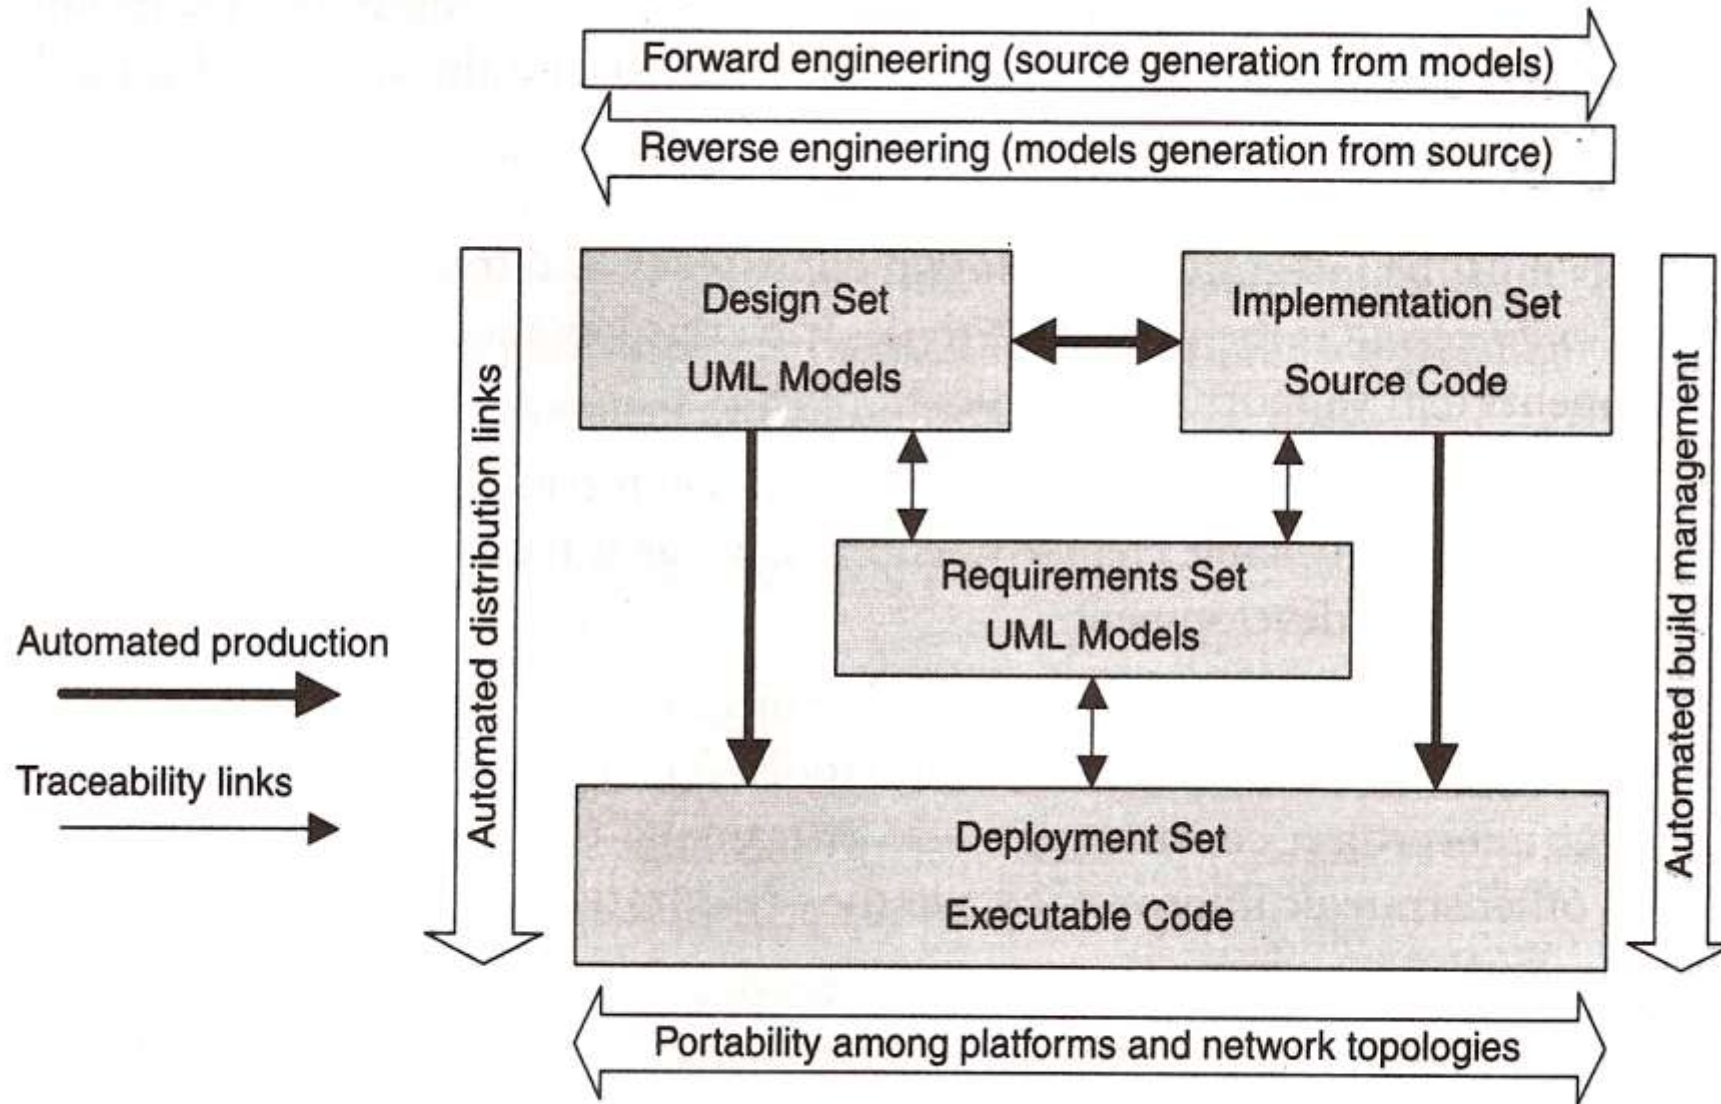 Forward engineering (source generation from models)
Reverse engineering (models generation from source)
Automated distribution links
Design Set
UML Models
Implementation Set
Source Code
Automated build management
Requirements Set
UML Models
Automated production
Traceability links
Deployment Set
Executable Code
Portability among platforms and network topologies